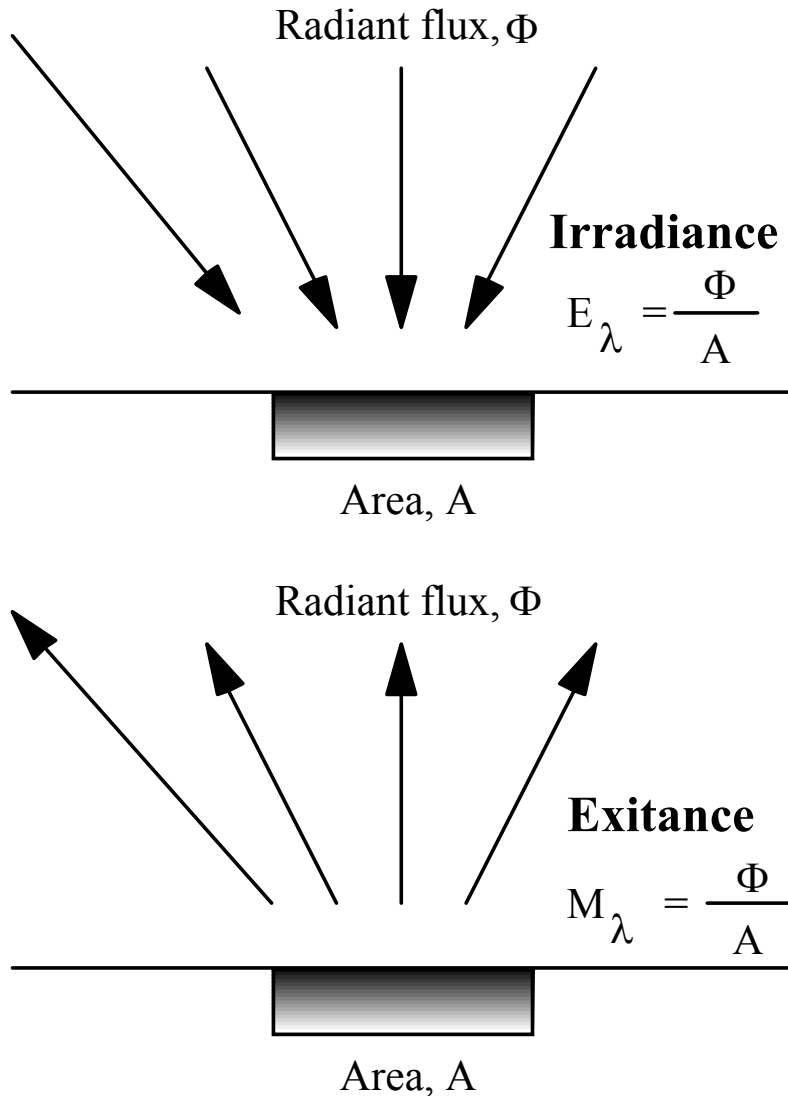 Radiant flux, Φ
Irradiance
E_λ = Φ/A
Area, A
Radiant flux, Φ
Exitance
M_λ = Φ/A
Area, A